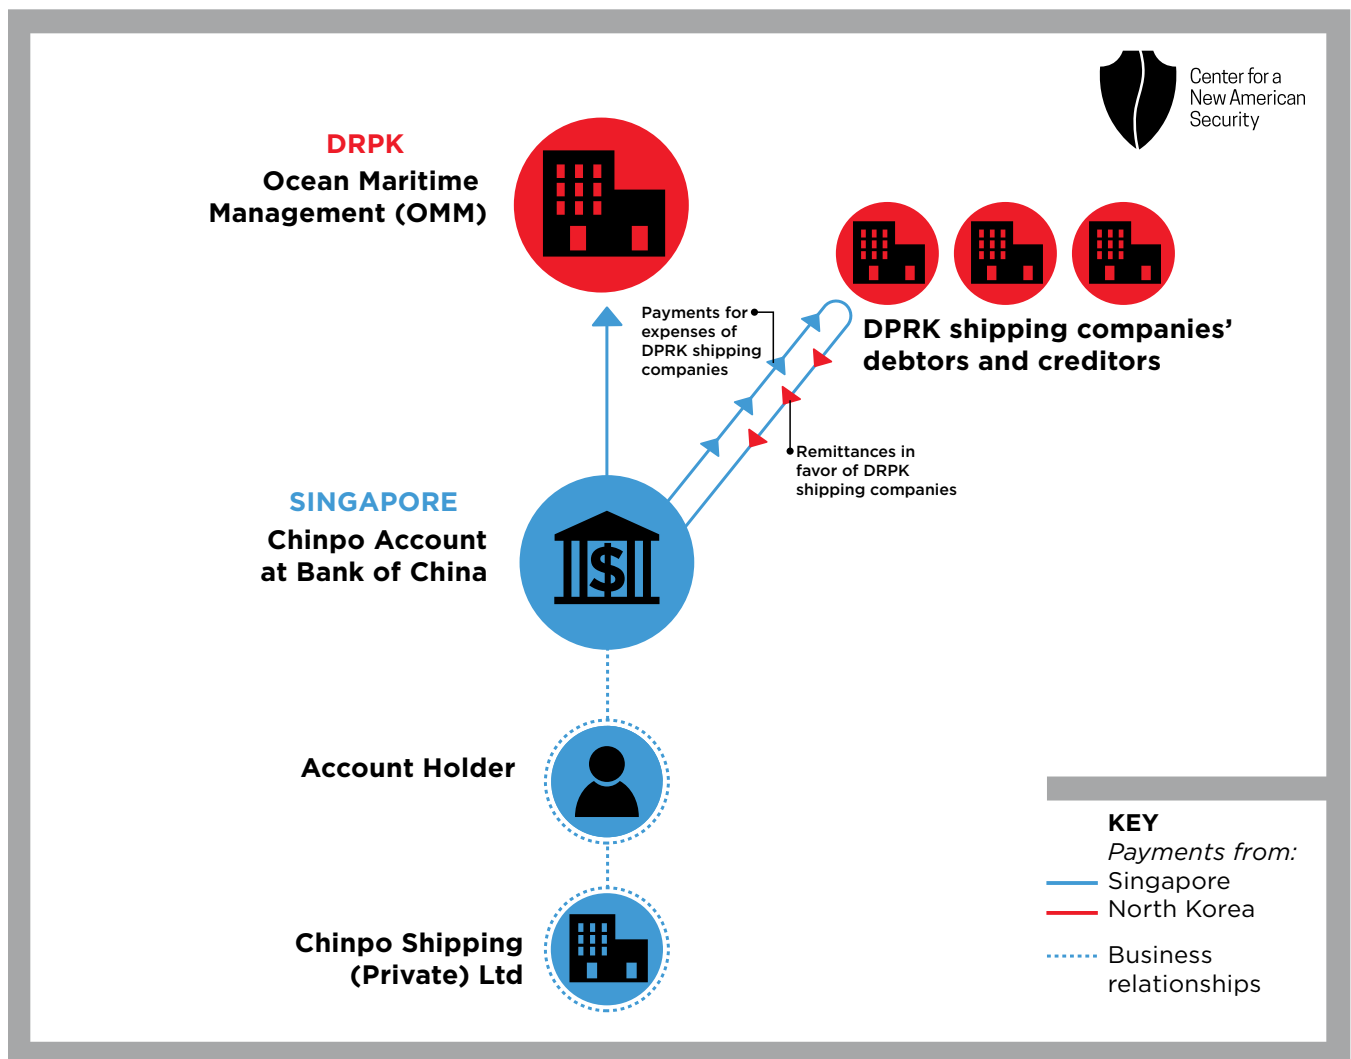 Center for a
New American
Security
DRPK
Ocean Maritime
Management (OMM)
Payments for
expenses of
DPRK shipping
companies
DPRK shipping companies’
debtors and creditors
Remittances in
favor of DRPK
shipping companies
SINGAPORE
Chinpo Account
at Bank of China
$
Account Holder
Chinpo Shipping
(Private) Ltd
KEY
Payments from:
Singapore
North Korea
Business
relationships